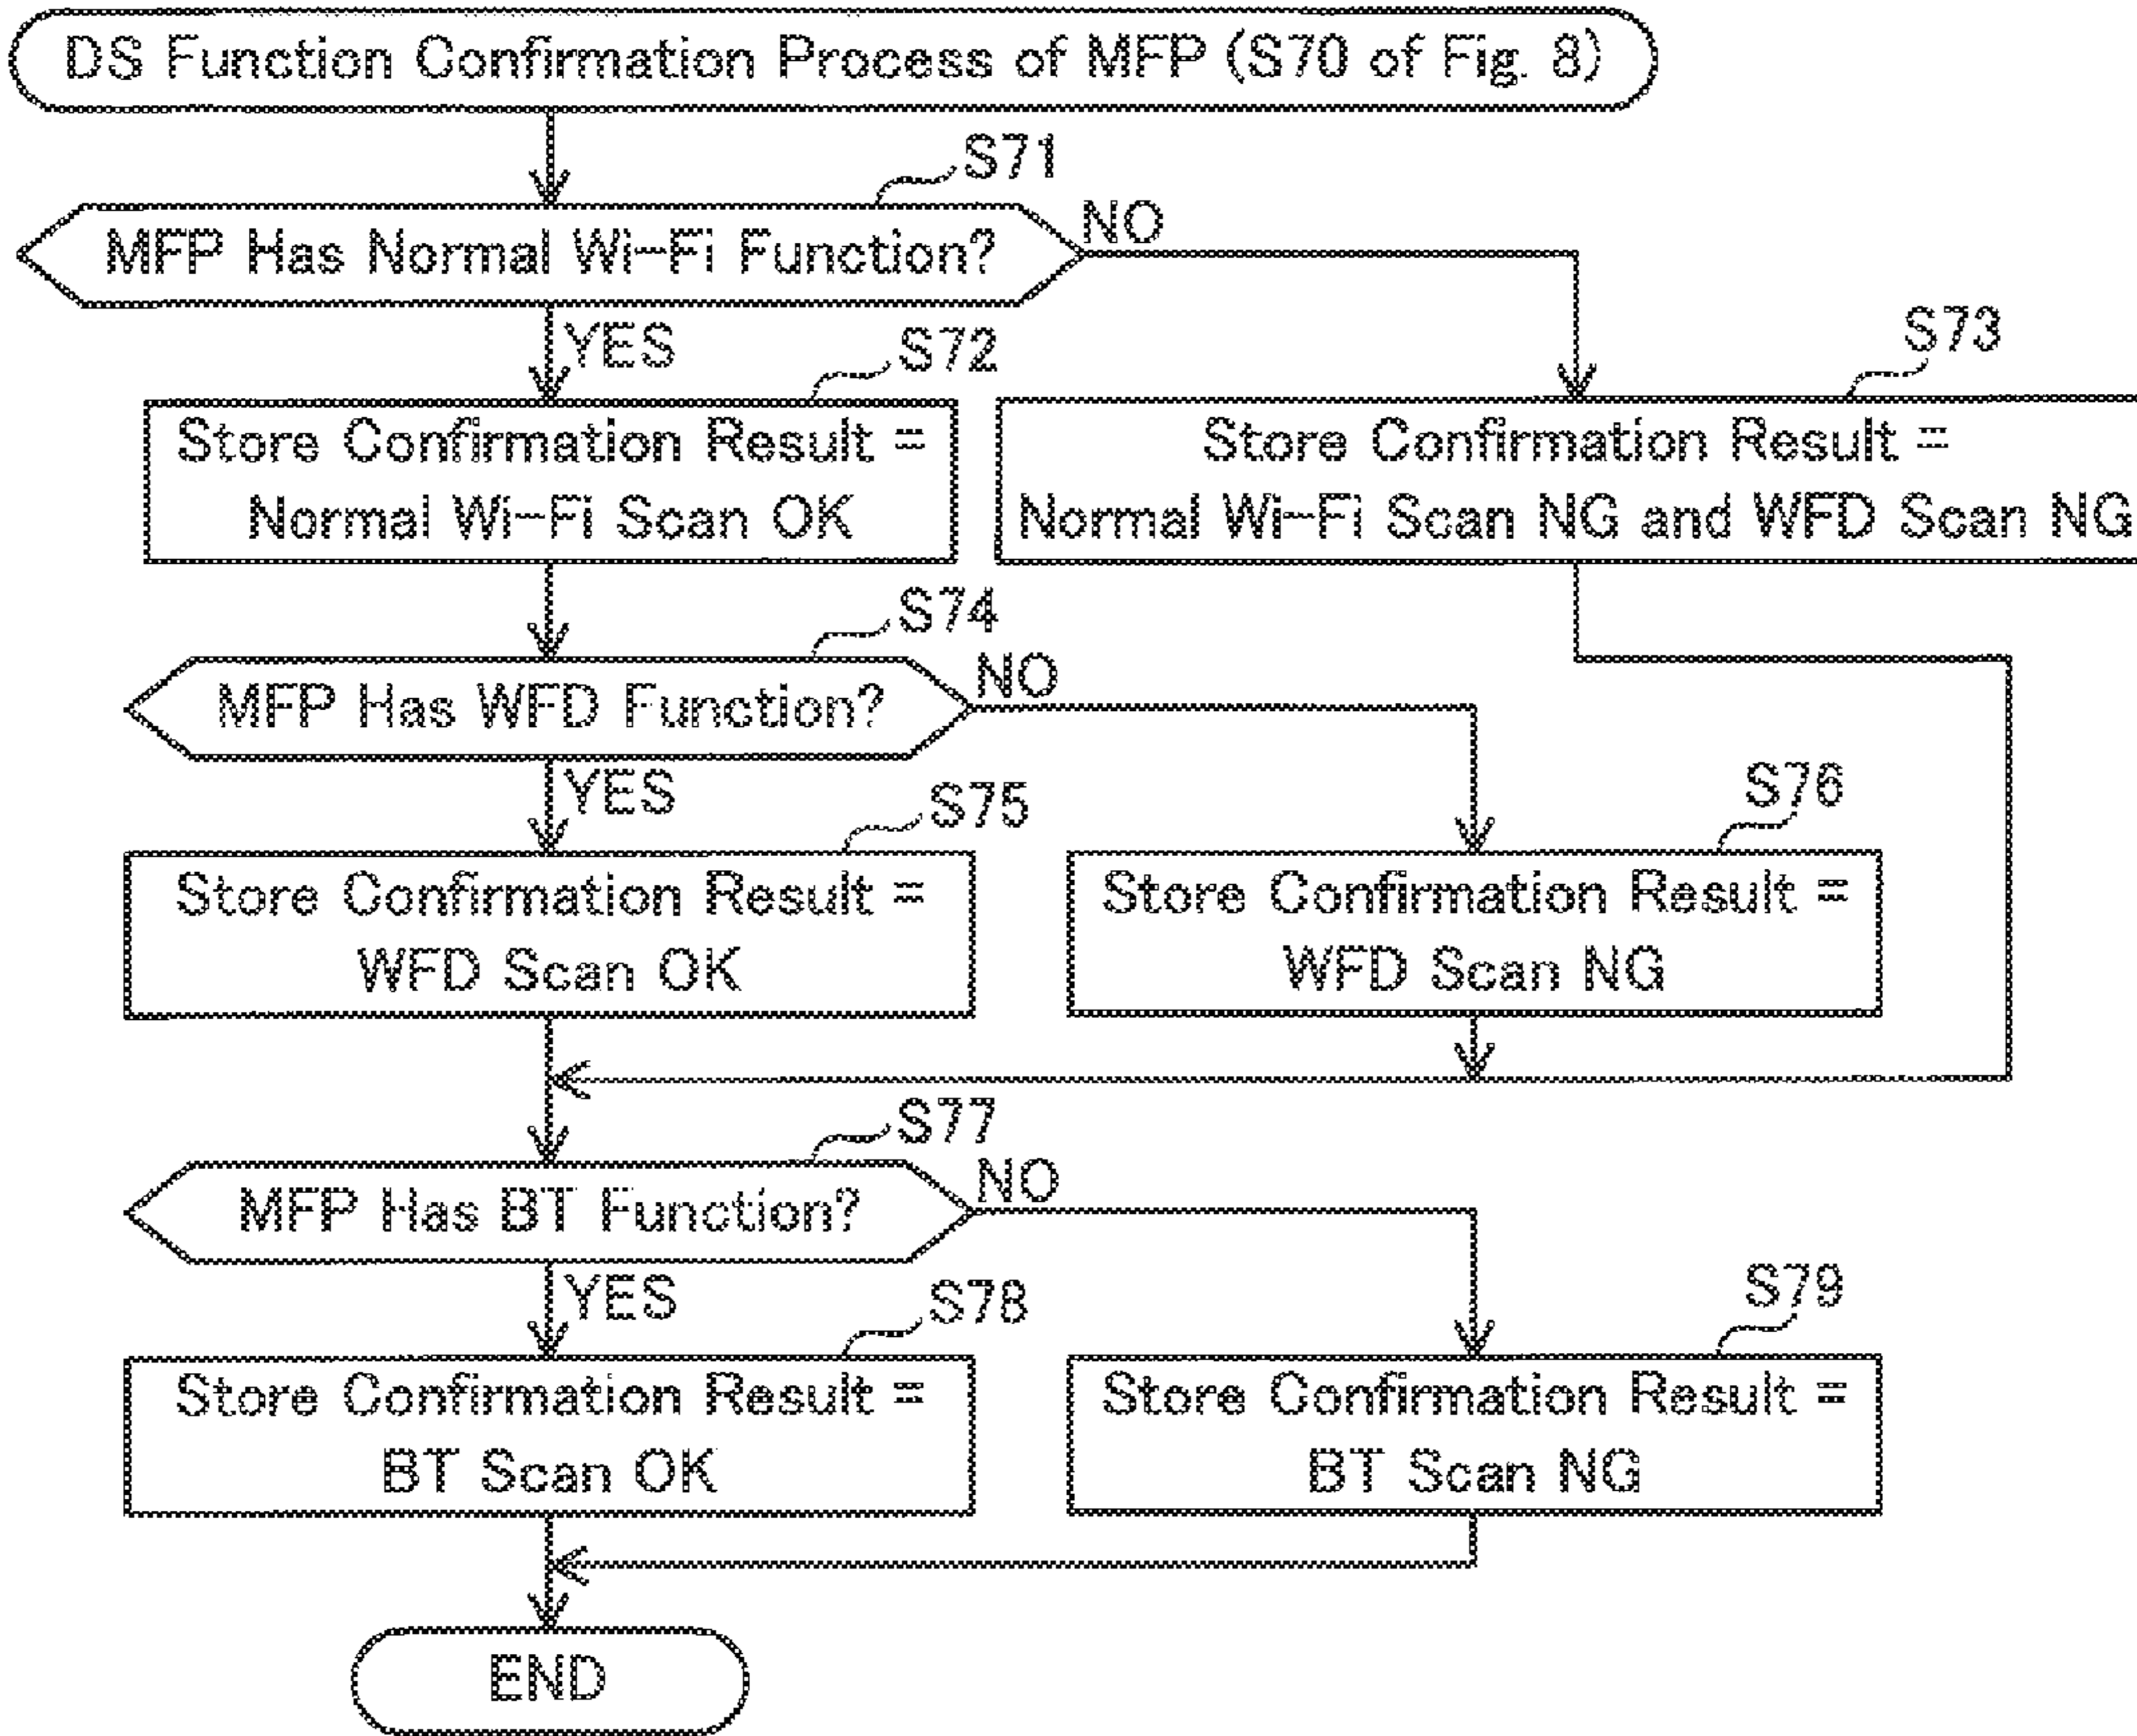 DS Function Confirmation Process of MFP (S70 of Fig. 8)
S71
MFP Has Normal Wi-Fi Function?
NO
YES
S72
S73
Store Confirmation Result =
Normal Wi-Fi Scan OK
Store Confirmation Result =
Normal Wi-Fi Scan NG and WFD Scan NG
S74
MFP Has WFD Function?
NO
YES
S75
S76
Store Confirmation Result =
WFD Scan OK
Store Confirmation Result =
WFD Scan NG
S77
MFP Has BT Function?
NO
YES
S78
S79
Store Confirmation Result =
BT Scan OK
Store Confirmation Result =
BT Scan NG
END